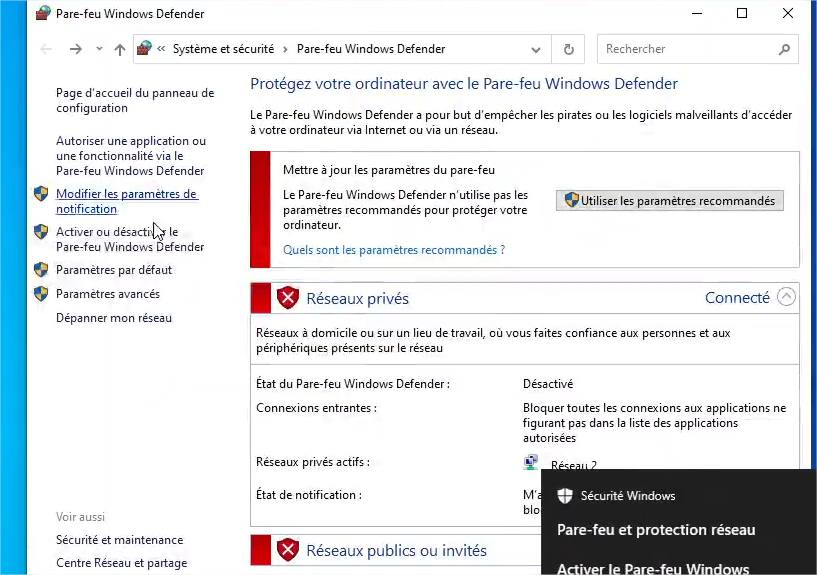 Pare-feu Windows Defender
Système et sécurité
Pare-feu Windows Defender
Rechercher
Page d'accueil du panneau de
configuration
Autoriser une application ou
une fonctionnalité via le
Pare-feu Windows Defender
Modifier les paramètres de
notification
Activer ou désactiver le
Pare-feu Windows Defender
Paramètres par défaut
Paramètres avancés
Dépanner mon réseau
Voir aussi
Sécurité et maintenance
Centre Réseau et partage
Protégez votre ordinateur avec le Pare-feu Windows Defender
Le Pare-feu Windows Defender a pour but d'empêcher les pirates ou les logiciels malveillants d'accéder
à votre ordinateur via Internet ou via un réseau.
Mettre à jour les paramètres du pare-feu
Le Pare-feu Windows Defender n'utilise pas les
paramètres recommandés pour protéger votre
ordinateur.
Utiliser les paramètres recommandés
Quels sont les paramètres recommandés ?
Réseaux privés
Connecté
Réseaux à domicile ou sur un lieu de travail, où vous faites confiance aux personnes et aux
périphériques présents sur le réseau
État du Pare-feu Windows Defender :
Désactivé
Connexions entrantes :
Bloquer toutes les connexions aux applications ne
figurant pas dans la liste des applications
autorisées
Réseaux privés actifs :
Réseau 2
État de notification :
Réseaux publics ou invités
Sécurité Windows
Pare-feu et protection réseau
Activer le Pare-feu Windows